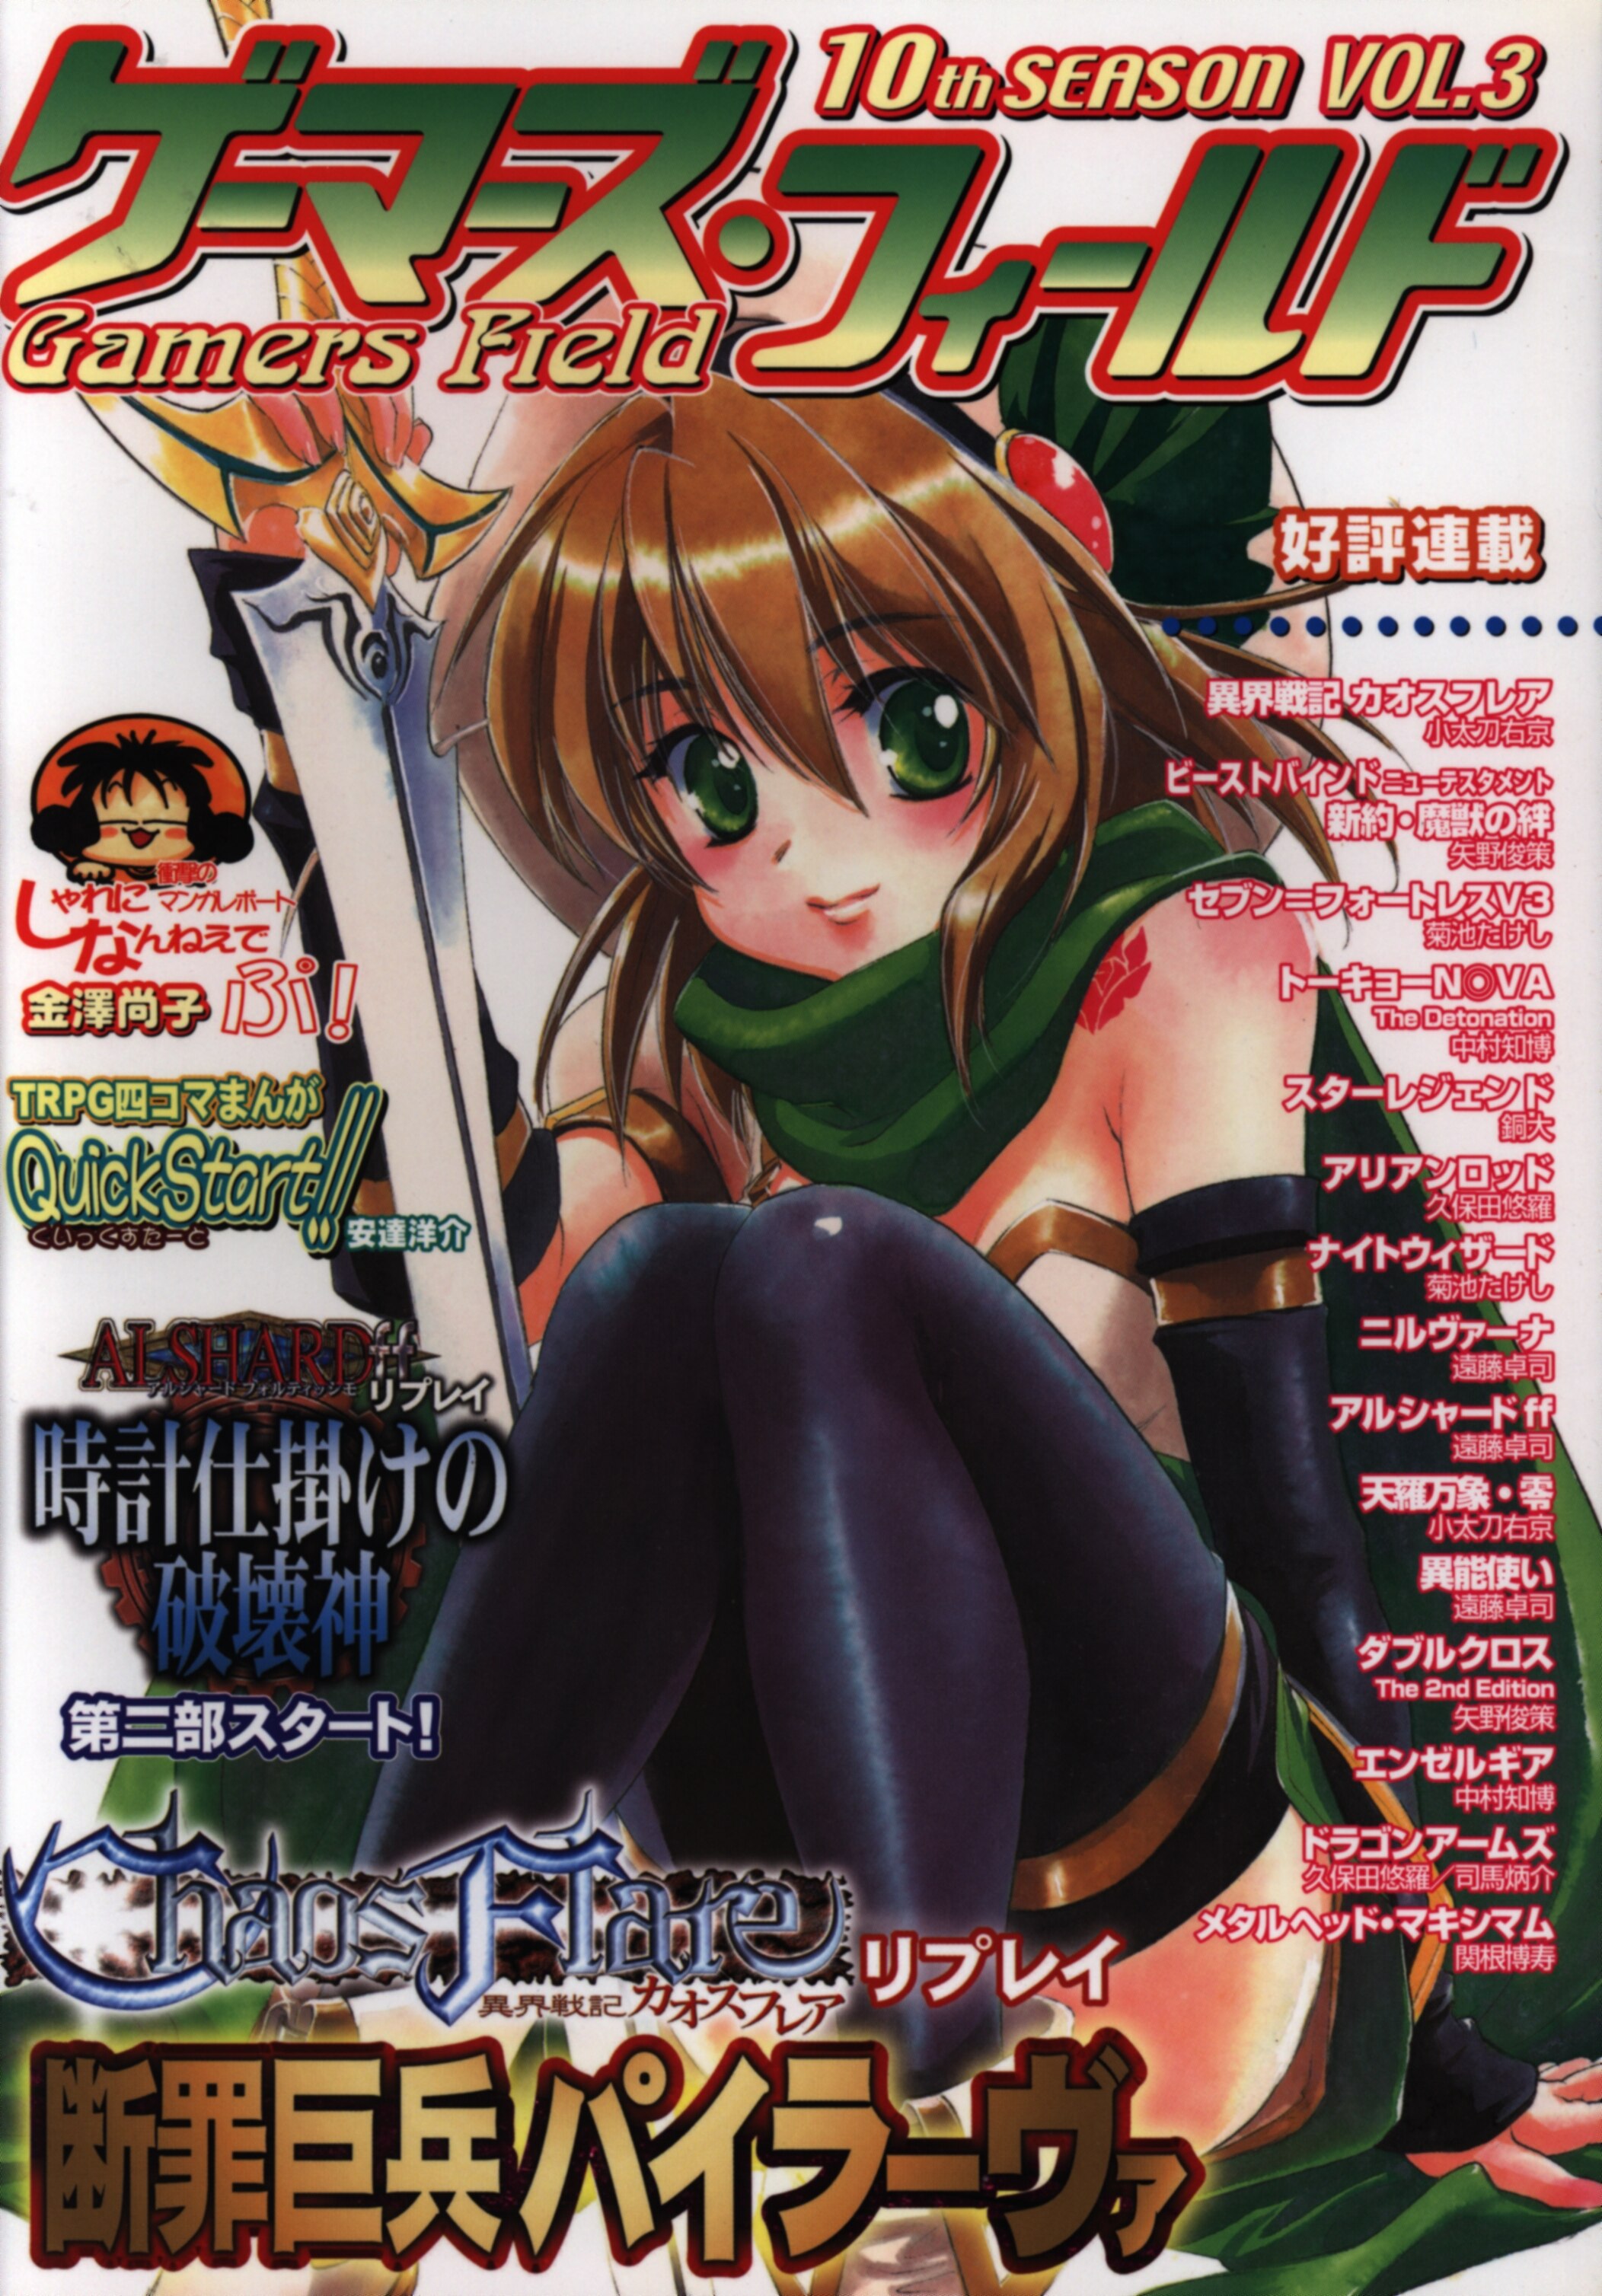 10th SEASON VOL.3
ゲーマーズ・フィールド
Gamers Field
好評連載
異界戦記 カオスフレア
小太刀右京
ビーストバインド ニューテスタメント
新約・魔獣の絆
矢野俊策
セブン=フォートレスV3
菊池たけし
トーキョーN◎VA
The Detonation
中村知博
スターレジェンド
銅大
アリアンロッド
久保田悠羅
ナイトウィザード
菊池たけし
ニルヴァーナ
遠藤卓司
アルシャードff
遠藤卓司
天羅万象・零
小太刀右京
異能使い
遠藤卓司
ダブルクロス
The 2nd Edition
矢野俊策
エンゼルギア
中村知博
ドラゴンアームズ
久保田悠羅／司馬炳介
メタルヘッド・マキシマム
関根博寿
衝撃の
マンガレポート
しゃれに
なんねえで
ぷ!
金澤尚子
TRPG四コマまんが
QuickStart!!
くいっくすたーと
安達洋介
ALSHARDff
アルシャード フォルティッシモ
リプレイ
時計仕掛けの
破壊神
第二部スタート!
Chaos Flare
異界戦記カオスフレア
リプレイ
断罪巨兵パイラーヴァ